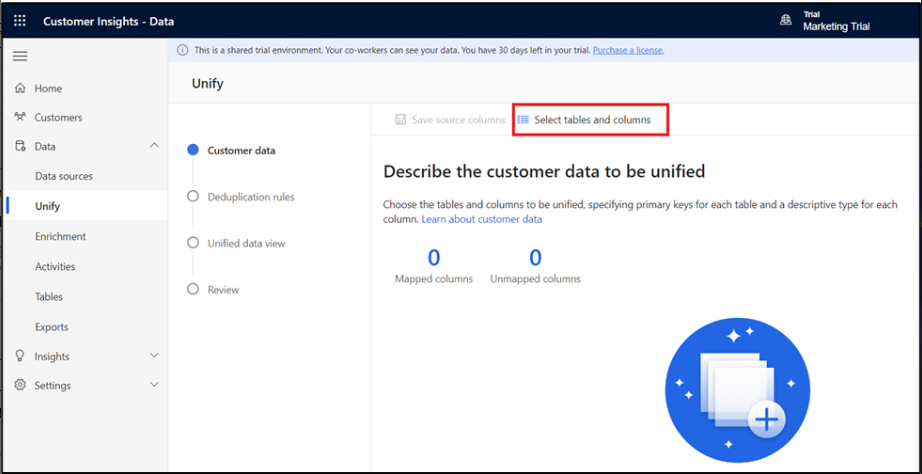 Customer Insights - Data
Trial
Marketing Trial
This is a shared trial environment. Your co-workers can see your data. You have 30 days left in your trial. Purchase a license.
Home
Customers
Data
Data sources
Unify
Enrichment
Activities
Tables
Exports
Insights
Settings
Unify
Customer data
Deduplication rules
Unified data view
Review
Save source columns
Select tables and columns
Describe the customer data to be unified
Choose the tables and columns to be unified, specifying primary keys for each table and a descriptive type for each
column. Learn about customer data
0
Mapped columns
0
Unmapped columns